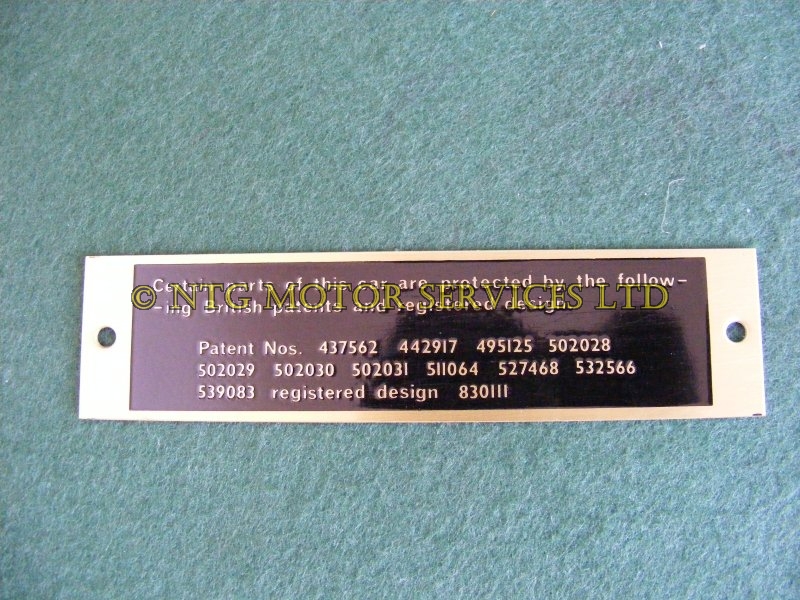 Certain parts of this car are protected by the follow-
© NTG MOTOR SERVICES LTD
-ing British patents and registered design.
Patent Nos. 437562 442917 495125 502028
502029 502030 502031 511064 527468 532566
539083 registered design 830111